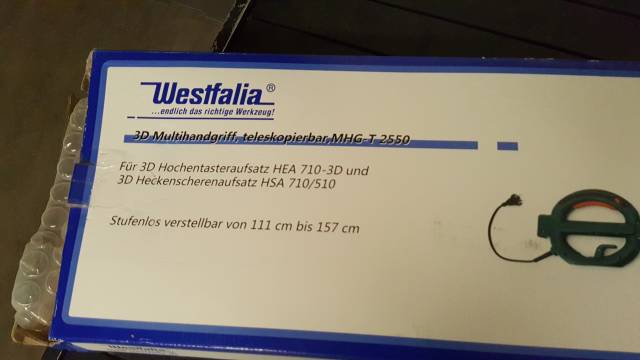 Westfalia®
...endlich das richtige Werkzeug!
3D Multihandgriff, teleskopierbar MHG-T 2550
Für 3D Hochentasteraufsatz HEA 710-3D und
3D Heckenscherenaufsatz HSA 710/510
Stufenlos verstellbar von 111 cm bis 157 cm
Westfalia